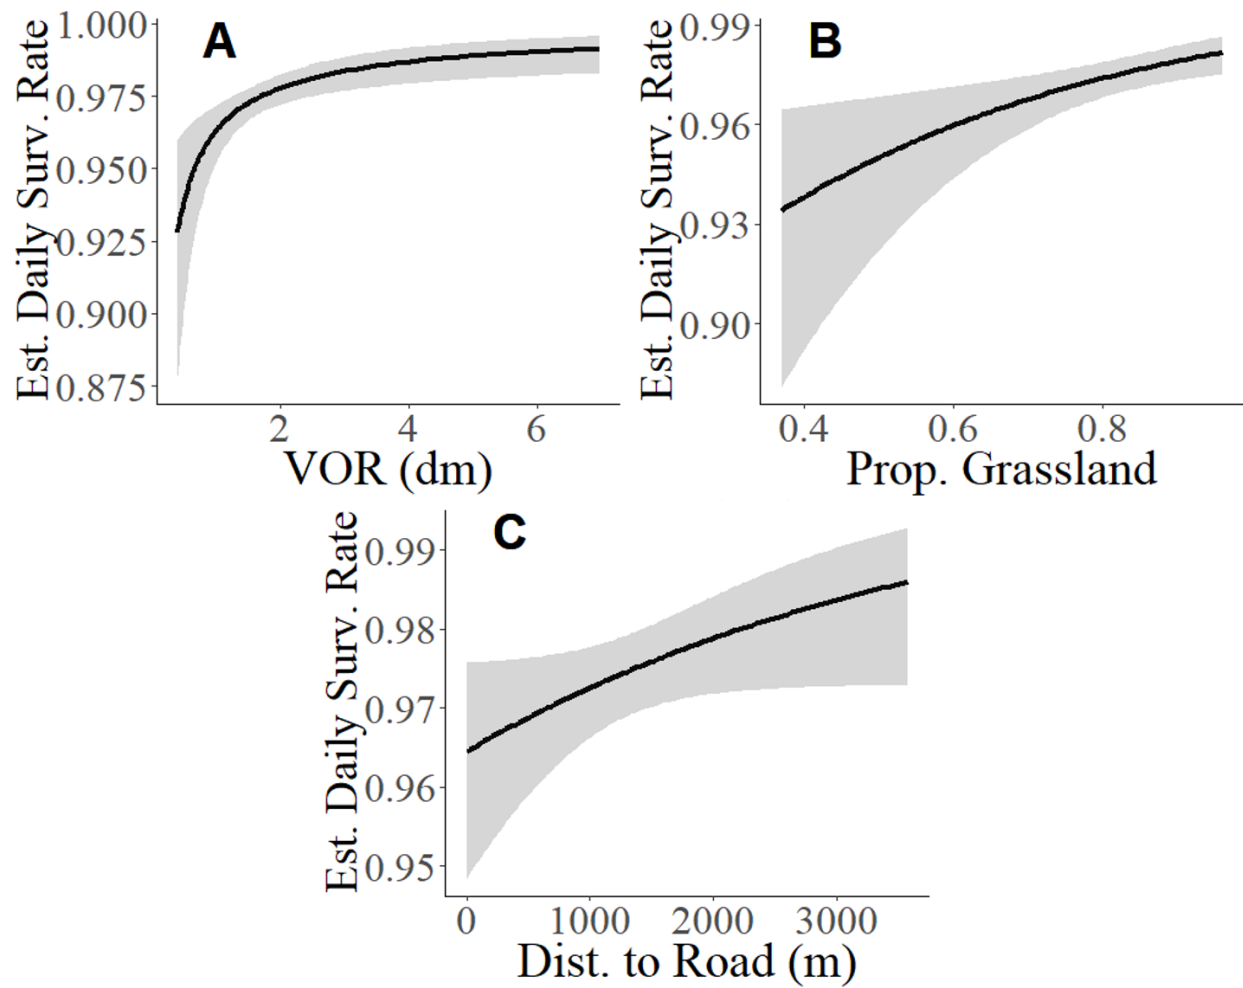 A
Est. Daily Surv. Rate
1.000
0.975
0.950
0.925
0.900
0.875
2 4 6
VOR (dm)
B
Est. Daily Surv. Rate
0.99
0.96
0.93
0.90
0.4 0.6 0.8
Prop. Grassland
C
Est. Daily Surv. Rate
0.99
0.98
0.97
0.96
0.95
0 1000 2000 3000
Dist. to Road (m)